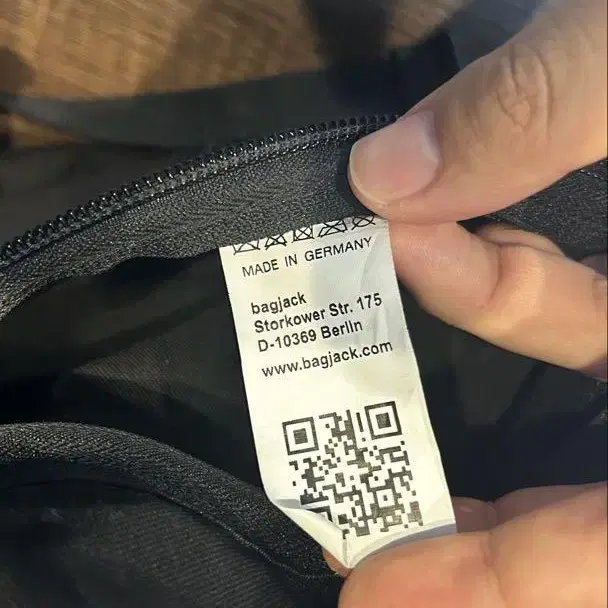 MADE IN GERMANY
bagjack
Storkower Str. 175
D-10369 Berlin
www.bagjack.com